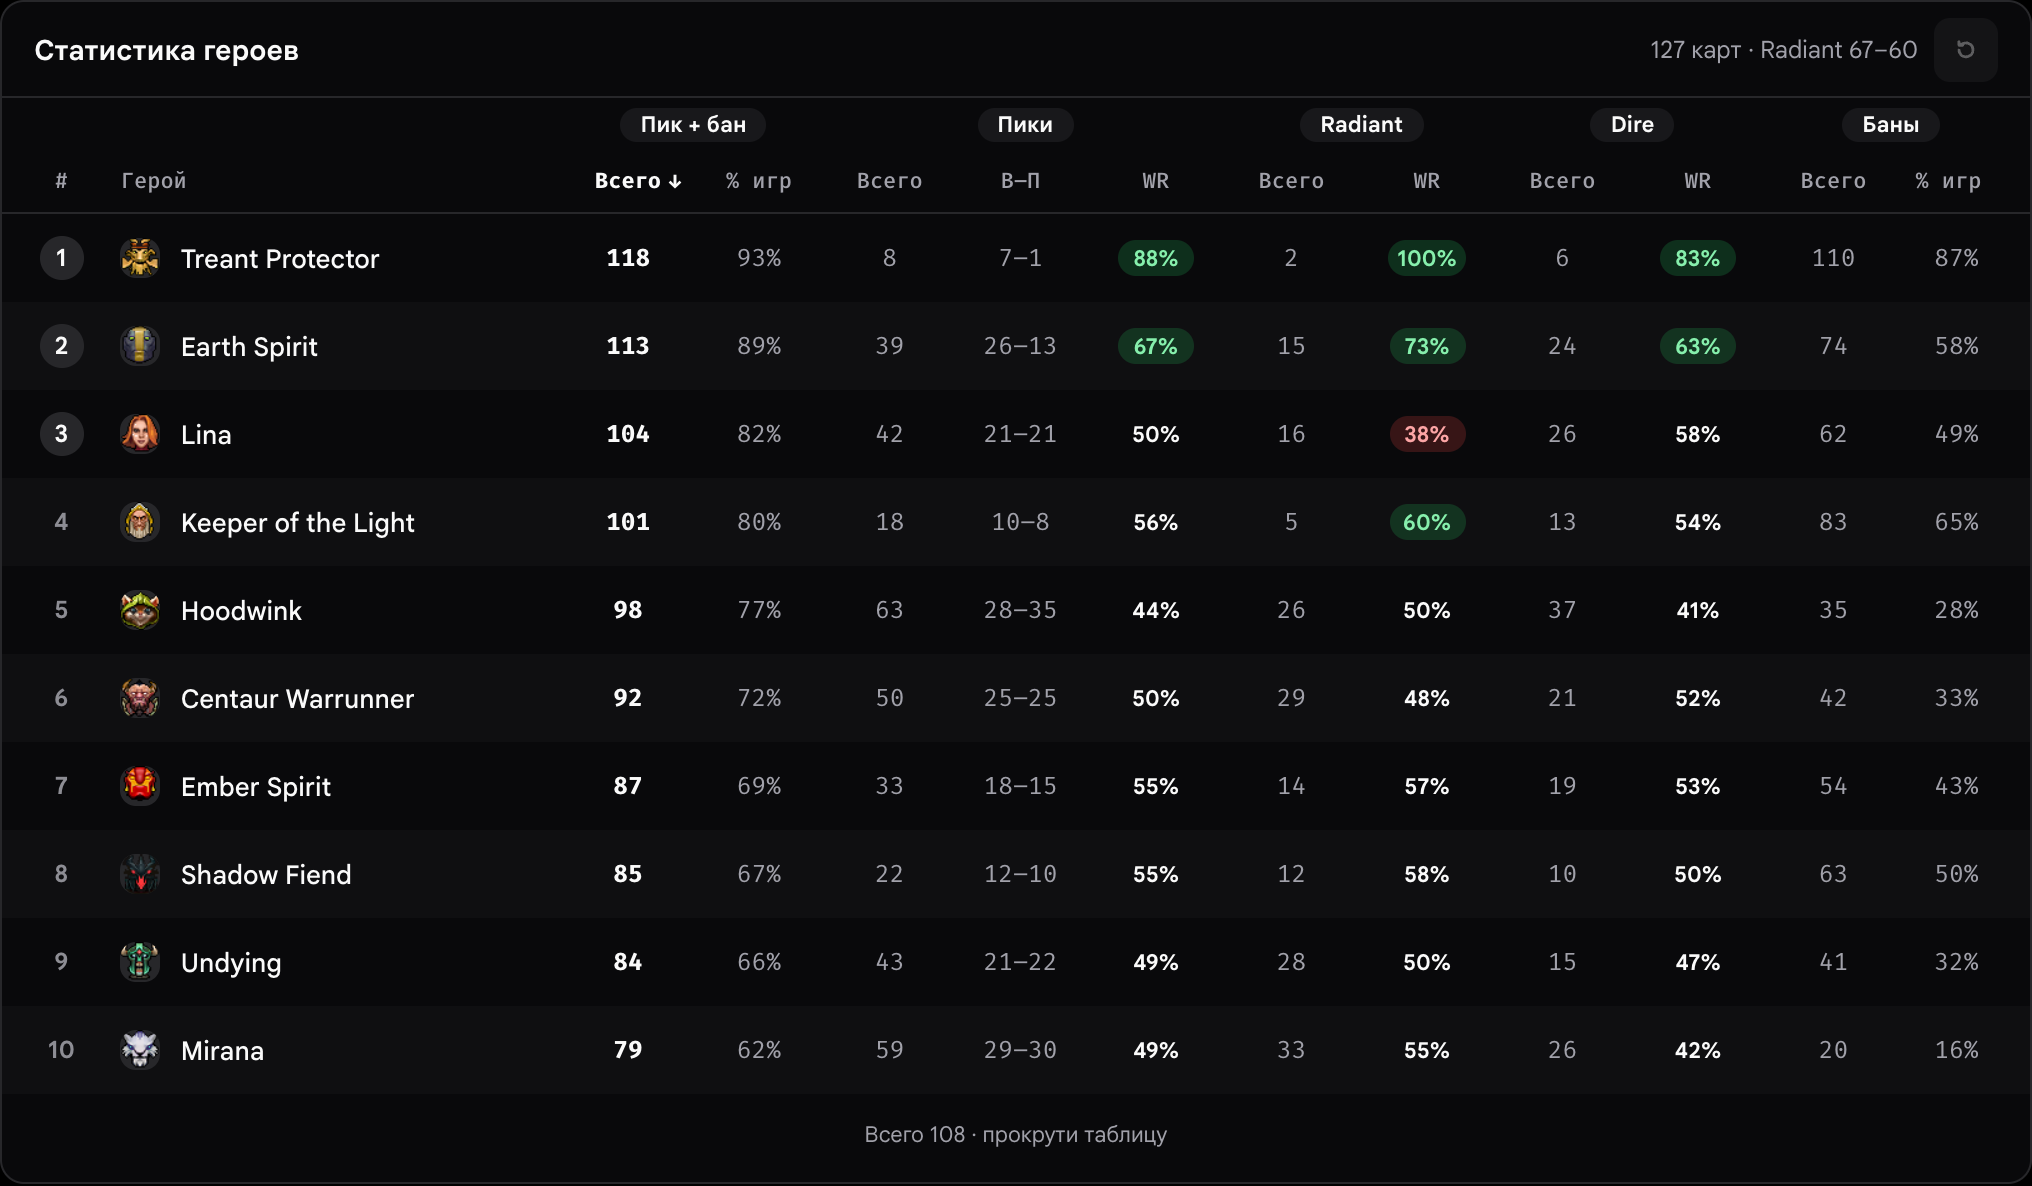 Статистика героев
127 карт · Radiant 67–60
Пик + бан Пики Radiant Dire Баны
# Герой Всего ↓ % игр Всего В–П WR Всего WR Всего WR Всего % игр
1 Treant Protector 118 93% 8 7–1 88% 2 100% 6 83% 110 87%
2 Earth Spirit 113 89% 39 26–13 67% 15 73% 24 63% 74 58%
3 Lina 104 82% 42 21–21 50% 16 38% 26 58% 62 49%
4 Keeper of the Light 101 80% 18 10–8 56% 5 60% 13 54% 83 65%
5 Hoodwink 98 77% 63 28–35 44% 26 50% 37 41% 35 28%
6 Centaur Warrunner 92 72% 50 25–25 50% 29 48% 21 52% 42 33%
7 Ember Spirit 87 69% 33 18–15 55% 14 57% 19 53% 54 43%
8 Shadow Fiend 85 67% 22 12–10 55% 12 58% 10 50% 63 50%
9 Undying 84 66% 43 21–22 49% 28 50% 15 47% 41 32%
10 Mirana 79 62% 59 29–30 49% 33 55% 26 42% 20 16%
Всего 108 · прокрути таблицу